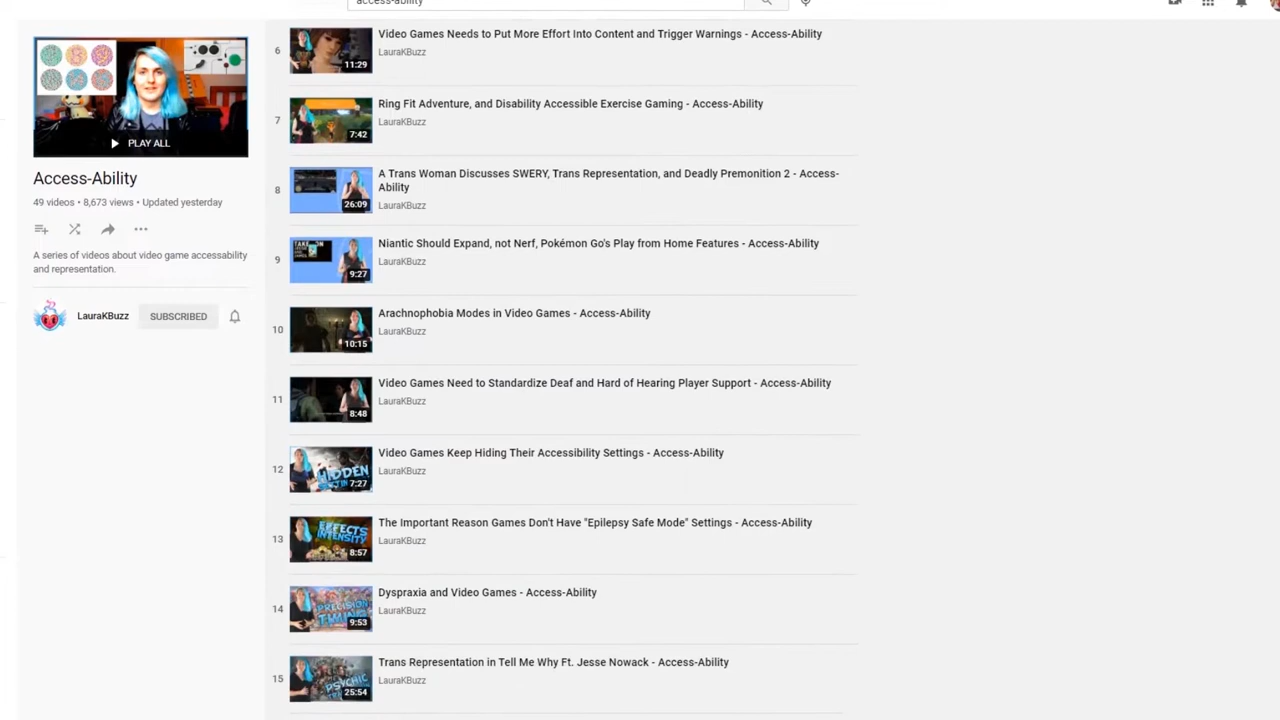 access-ability
PLAY ALL
Access-Ability
49 videos • 8,673 views • Updated yesterday
A series of videos about video game accessability
and representation.
LauraKBuzz
SUBSCRIBED
6
11:29
Video Games Needs to Put More Effort Into Content and Trigger Warnings - Access-Ability
LauraKBuzz
7
7:42
Ring Fit Adventure, and Disability Accessible Exercise Gaming - Access-Ability
LauraKBuzz
8
26:09
A Trans Woman Discusses SWERY, Trans Representation, and Deadly Premonition 2 - Access-
Ability
LauraKBuzz
9
9:27
Niantic Should Expand, not Nerf, Pokémon Go's Play from Home Features - Access-Ability
LauraKBuzz
10
10:15
Arachnophobia Modes in Video Games - Access-Ability
LauraKBuzz
11
8:48
Video Games Need to Standardize Deaf and Hard of Hearing Player Support - Access-Ability
LauraKBuzz
12
HIDDEN
7:27
Video Games Keep Hiding Their Accessibility Settings - Access-Ability
LauraKBuzz
13
EFFECTS
INTENSITY
8:57
The Important Reason Games Don't Have "Epilepsy Safe Mode" Settings - Access-Ability
LauraKBuzz
14
PRECISION
9:53
Dyspraxia and Video Games - Access-Ability
LauraKBuzz
15
PSYCHIC
25:54
Trans Representation in Tell Me Why Ft. Jesse Nowack - Access-Ability
LauraKBuzz